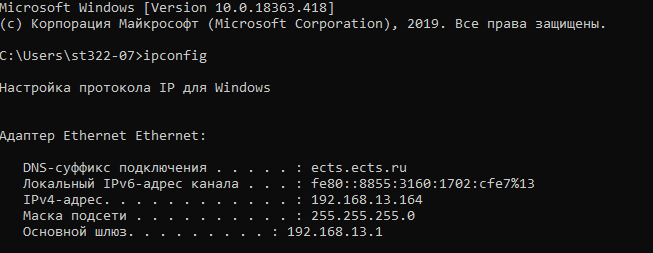 Microsoft Windows [Version 10.0.18363.418]
(c) Корпорация Майкрософт (Microsoft Corporation), 2019. Все права защищены.
C:\Users\st322-07>ipconfig
Настройка протокола IP для Windows
Адаптер Ethernet Ethernet:
DNS-суффикс подключения . . . . . : ects.ects.ru
Локальный IPv6-адрес канала . . . : fe80::8855:3160:1702:cfe7%13
IPv4-адрес. . . . . . . . . . . . : 192.168.13.164
Маска подсети . . . . . . . . . . : 255.255.255.0
Основной шлюз. . . . . . . . . : 192.168.13.1